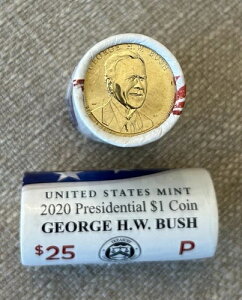 GEORGE H.W. BUSH
UNITED STATES MINT
2020 Presidential $1 Coin
GEORGE H.W. BUSH
$25
P